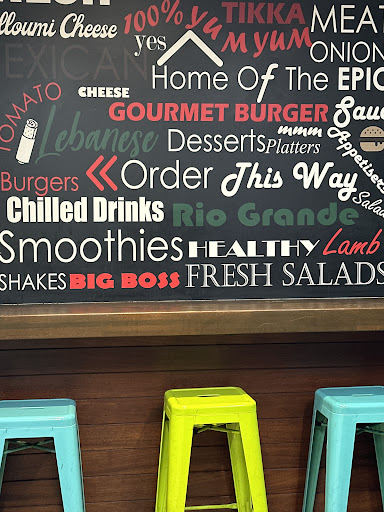 100% YUM
TIKKA
MEAT
lloumi Cheese
yes
YUM YUM
ONION
MEXICAN
Home Of The EPIC
TOMATO
CHEESE
GOURMET BURGER
Sauc
Lebanese
Desserts
mmm
Platters
Appetisers
Burgers
Order This Way
Salad
Chilled Drinks
Rio Grande
Smoothies
HEALTHY
Lamb
SHAKES
BIG BOSS
FRESH SALADS